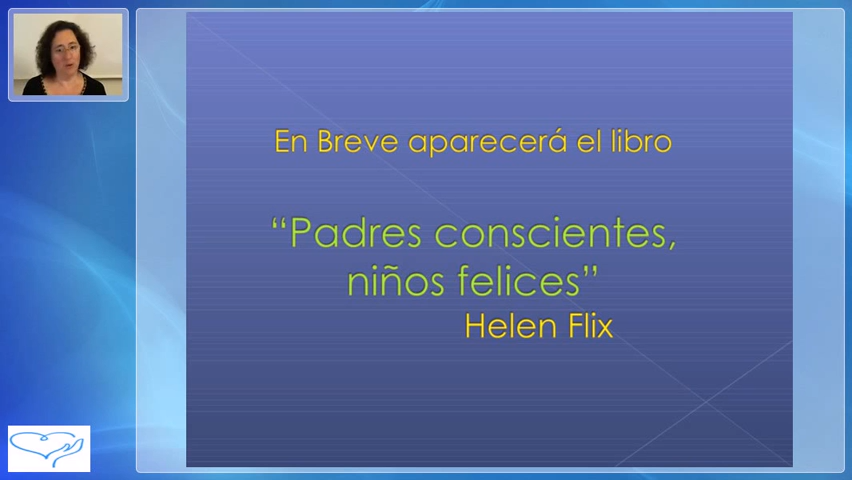 En Breve aparecerá el libro
“Padres conscientes,
niños felices”
Helen Flix